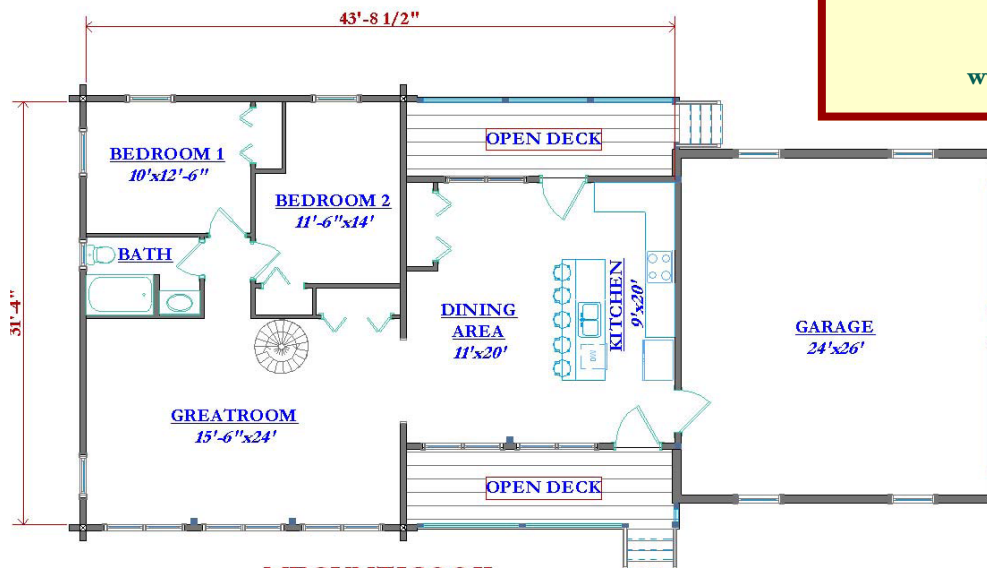 43'-8 1/2"
W
OPEN DECK
BEDROOM 1
10'x12'-6"
BEDROOM 2
11'-6"x14'
BATH
31'-4"
DINING
AREA
11'x20'
KITCHEN
9'x20'
GARAGE
24'x26'
GREATROOM
15'-6"x24'
OPEN DECK